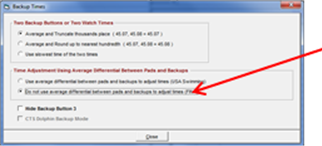 Backup Times
Two Backup Buttons or Two Watch Times
Average and Truncate thousands place ( 45.67, 45.68 = 45.67 )
Average and Round up to nearest hundredth ( 45.67, 45.68 = 45.68 )
Use slowest time of the two times
Time Adjustment Using Average Differential Between Pads and Backups
Use average differential between pads and backups to adjust times (USA Swimming)
Do not use average differential between pads and backups to adjust times
Hide Backup Button 3
CTS Dolphin Backup Mode
Done